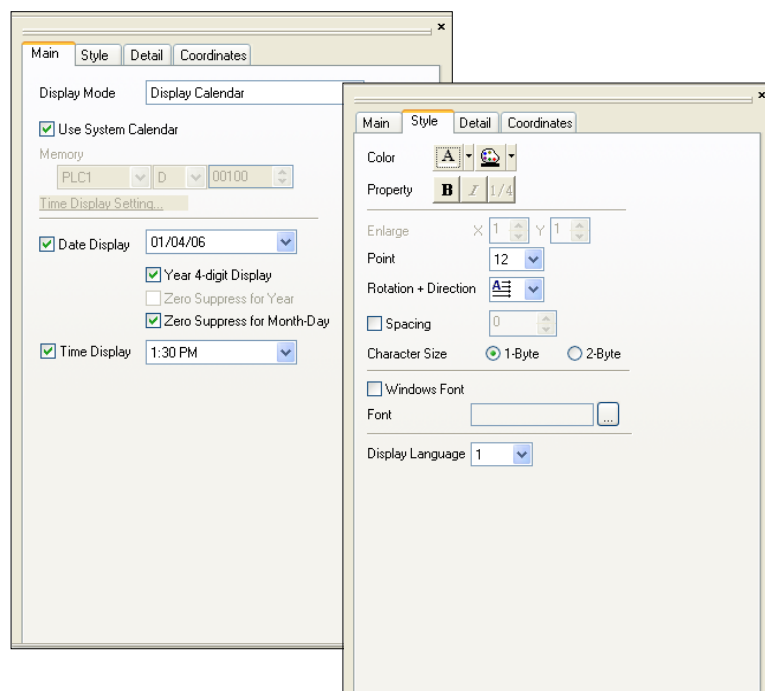 Main Style Detail Coordinates
Display Mode Display Calendar
Use System Calendar
Memory
PLC1 D 00100
Time Display Setting...
Date Display 01/04/06
Year 4-digit Display
Zero Suppress for Year
Zero Suppress for Month-Day
Time Display 1:30 PM
Main Style Detail Coordinates
Color A
Property B I 1/4
Enlarge X 1 Y 1
Point 12
Rotation + Direction A
Spacing 0
Character Size 1-Byte 2-Byte
Windows Font
Font ...
Display Language 1